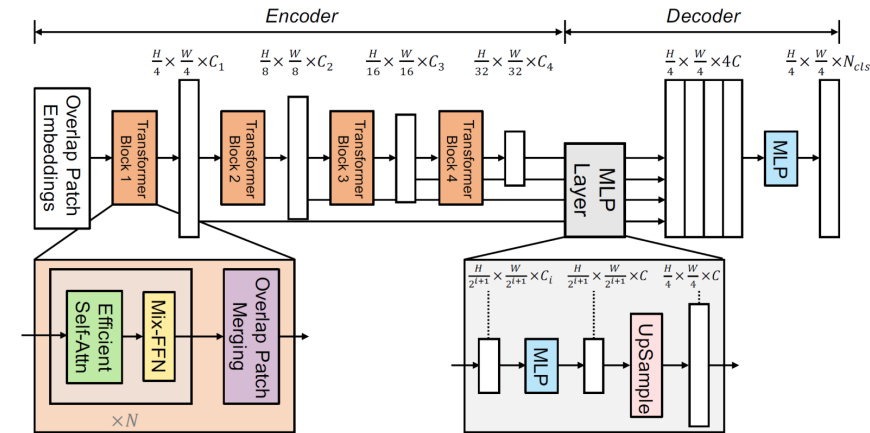 Encoder
Decoder
H/4 × W/4 × C₁
H/8 × W/8 × C₂
H/16 × W/16 × C₃
H/32 × W/32 × C₄
H/4 × W/4 × 4C
H/4 × W/4 × N_cls
Overlap Patch
Embeddings
Transformer
Block 1
Transformer
Block 2
Transformer
Block 3
Transformer
Block 4
MLP
Layer
MLP
Efficient
Self-Attn
Mix-FFN
Overlap Patch
Merging
×N
H/2^(i+1) × W/2^(i+1) × C_i
H/2^(i+1) × W/2^(i+1) × C
H/4 × W/4 × C
MLP
UpSample